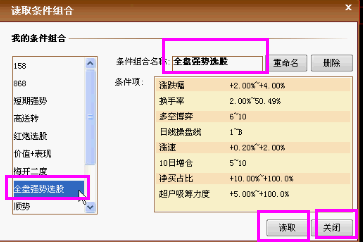 读取条件组合
我的条件组合
条件组合名称: 全盘强势选股 重命名 删除
158
868
短期强势
高送转
红炮选股
价值+表现
梅开二度
全盘强势选股
顺势
条件项:
涨跌幅 +2.00%~+4.00%
换手率 2.00%~50.49%
多空博弈 6~10
日线操盘线 1~B
涨速 +0.20%~+2.00%
10日增仓 5~10
净买占比 +10.00%~+100.0%
超户吸筹力度 +5.00%~+100.0%
读取 关闭